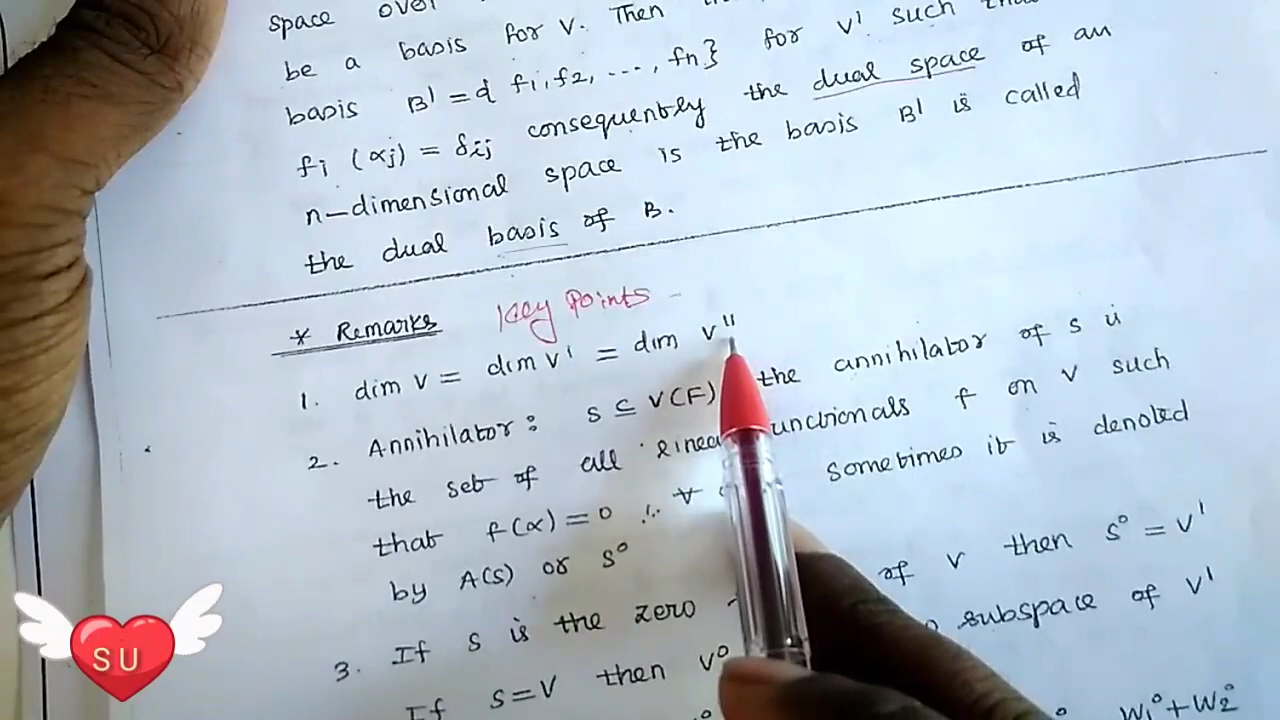 space over
be a basis for V. Then
basis B' = { f1, f2, ..., fn } for V' such
fi (αj) = δij consequently the dual space of an
n-dimensional space is the basis B' is called
the dual basis of B.
* Remarks Key Points -
1. dim V = dim V' = dim V''
2. Annihilator: S ⊆ V(F) the annihilator of S is
the set of all linear functionals f on V such
that f(α) = 0 ∴ ∀ sometimes it is denoted
by A(S) or S°
3. If S is the zero of V then S° = V'
If S=V then V° subspace of V'
W1°+W2°
SU